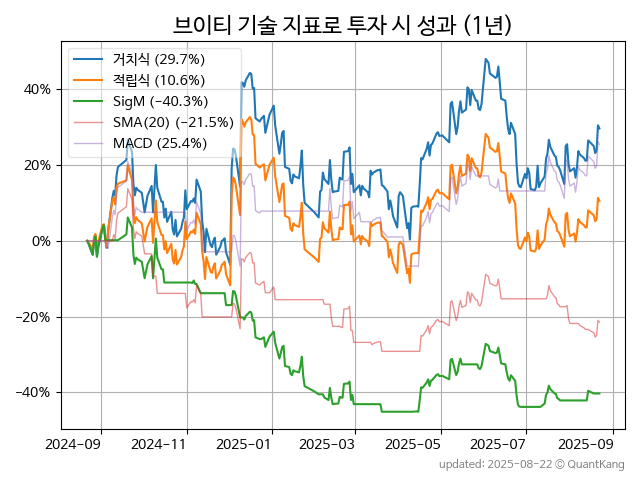 브이티 기술 지표로 투자 시 성과 (1년)
거치식 (29.7%)
적립식 (10.6%)
SigM (−40.3%)
SMA(20) (−21.5%)
MACD (25.4%)
40%
20%
0%
−20%
−40%
2024-09 2024-11 2025-01 2025-03 2025-05 2025-07 2025-09
updated: 2025-08-22 ⓒ QuantKang